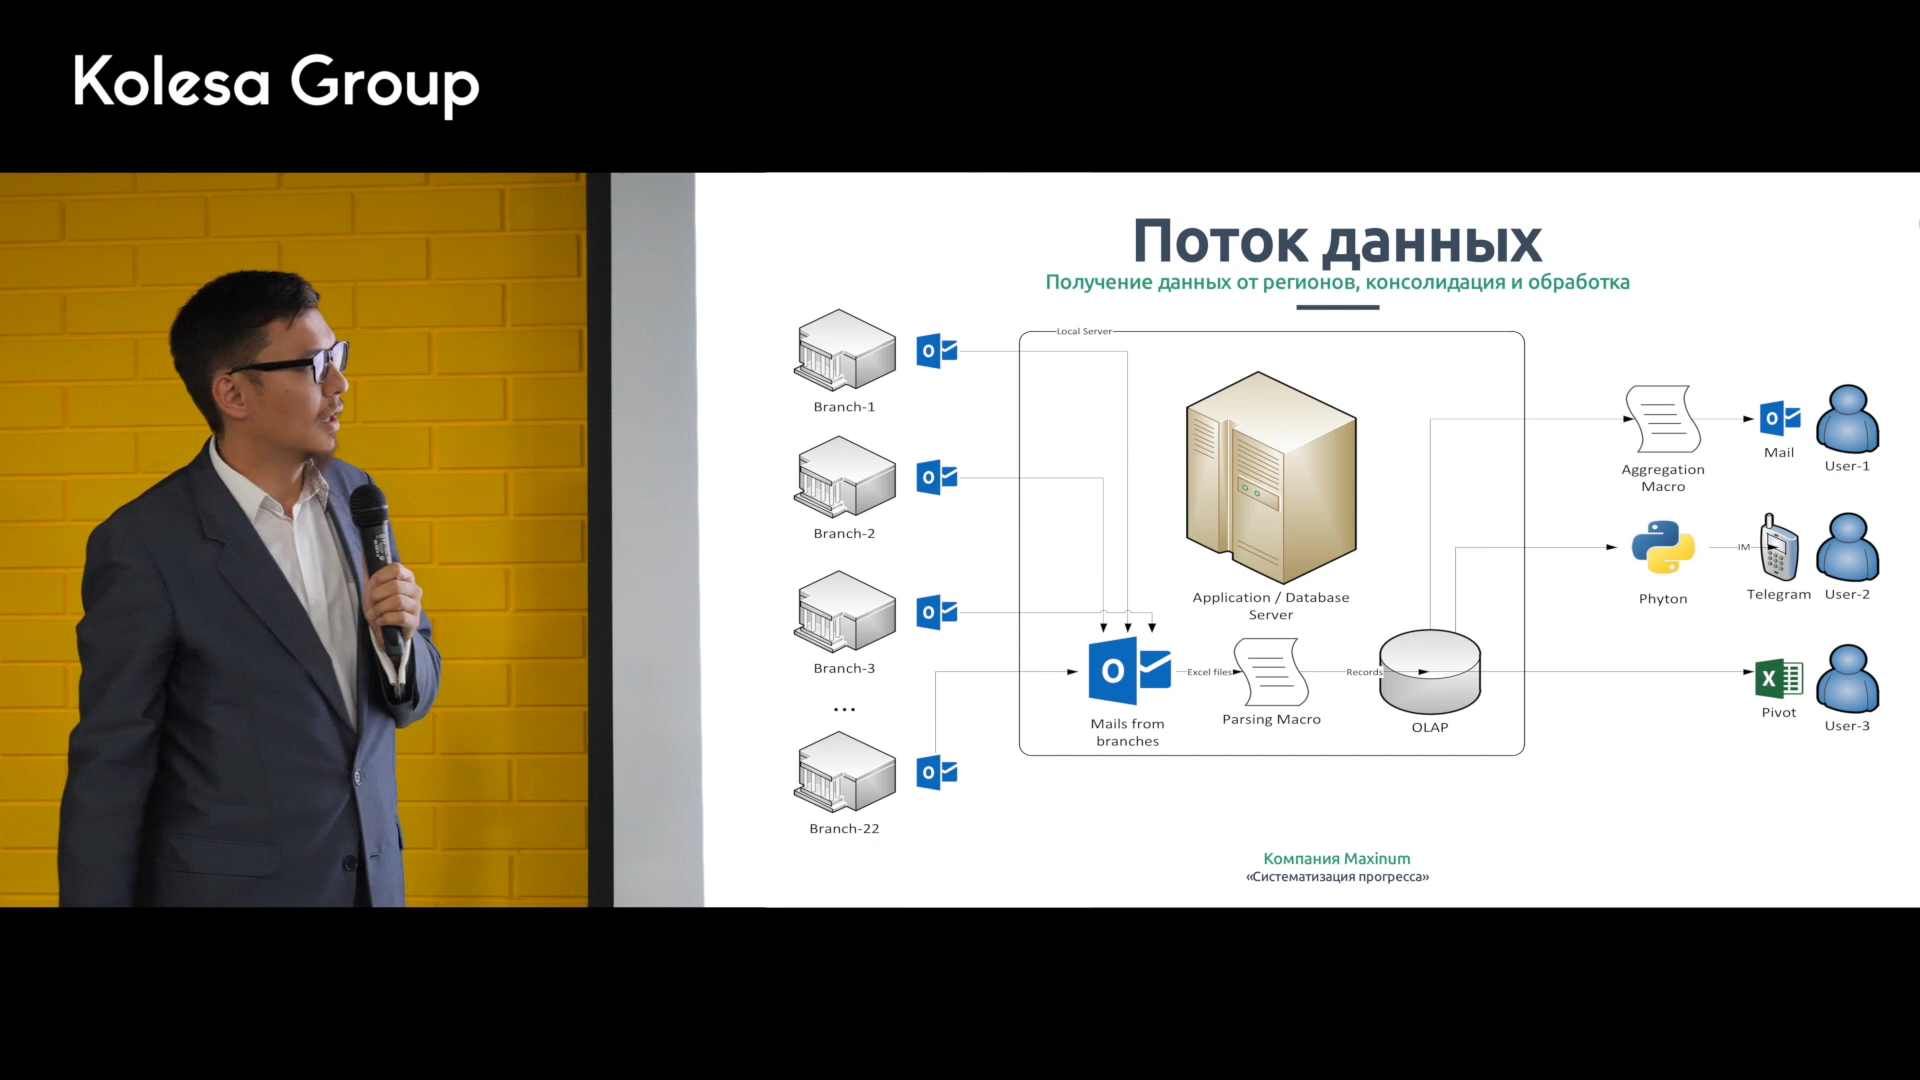 Kolesa Group
Поток данных
Получение данных от регионов, консолидация и обработка
Local Server
Branch-1
Branch-2
Branch-3
...
Branch-22
Application / Database
Server
Mails from
branches
Excel files
Parsing Macro
Records
OLAP
Aggregation
Macro
Mail
User-1
Phyton
IM
Telegram
User-2
Pivot
User-3
Компания Maxinum
«Систематизация прогресса»